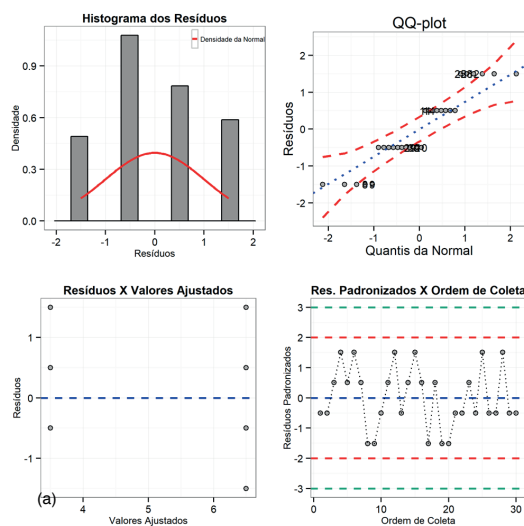 Histograma dos Resíduos
Densidade da Normal
Densidade
0.9
0.6
0.3
0.0
-2 -1 0 1 2
Resíduos
QQ-plot
Resíduos
2
1
0
-1
-2
-2 -1 0 1 2
Quantis da Normal
Resíduos X Valores Ajustados
Resíduos
1
0
-1
(a)
4 5 6
Valores Ajustados
Res. Padronizados X Ordem de Coleta
Resíduos Padronizados
3
2
1
0
-1
-2
-3
0 10 20 30
Ordem de Coleta